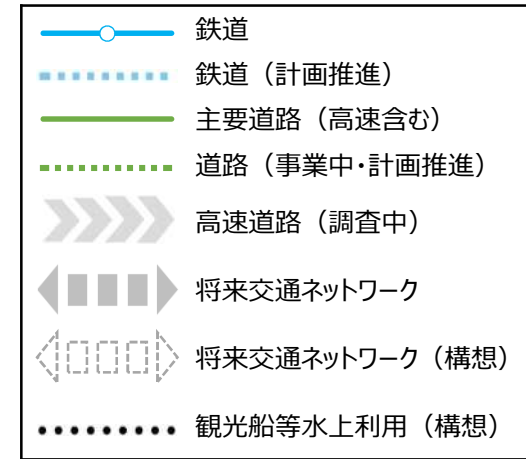 鉄道
鉄道（計画推進）
主要道路（高速含む）
道路（事業中・計画推進）
高速道路（調査中）
将来交通ネットワーク
将来交通ネットワーク（構想）
観光船等水上利用（構想）